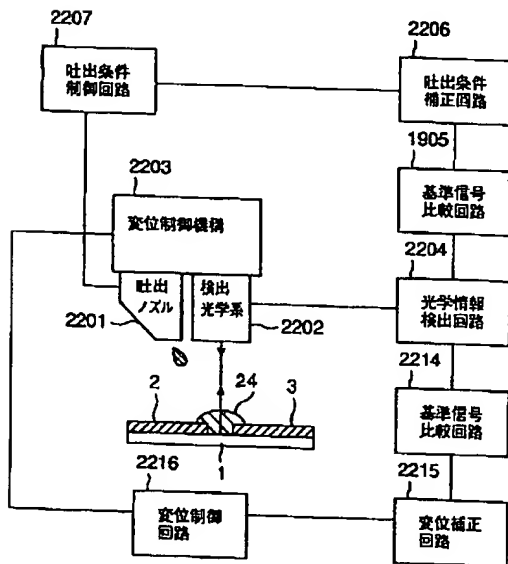 2207
吐出条件
制御回路
2206
吐出条件
補正回路
1905
基準信号
比較回路
2203
変位制御機構
吐出
ノズル
検出
光学系
2201
2202
2204
光学情報
検出回路
2214
基準信号
比較回路
2
24
3
1
2216
変位制御
回路
2215
変位補正
回路